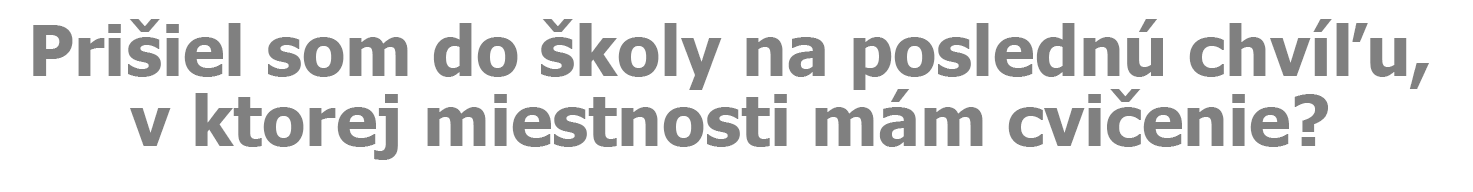 Prišiel som do školy na poslednú chvíľu,
v ktorej miestnosti mám cvičenie?